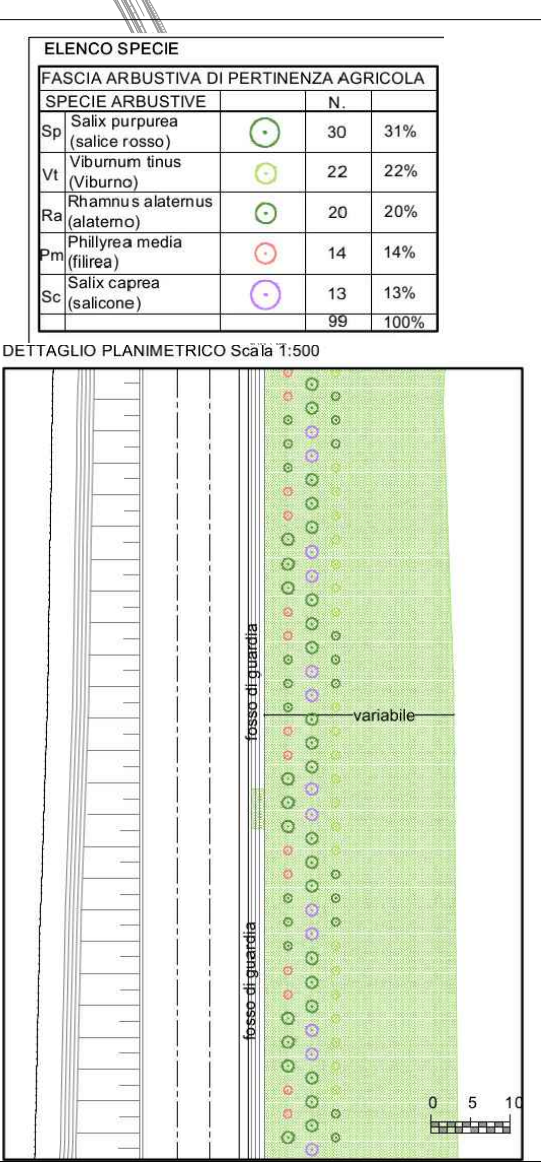 ELENCO SPECIE
FASCIA ARBUSTIVA DI PERTINENZA AGRICOLA
SPECIE ARBUSTIVE N.
Sp Salix purpurea (salice rosso) 30 31%
Vt Viburnum tinus (Viburno) 22 22%
Ra Rhamnus alaternus (alaterno) 20 20%
Pm Phillyrea media (filirea) 14 14%
Sc Salix caprea (salicone) 13 13%
99 100%
DETTAGLIO PLANIMETRICO Scala 1:500
fosso di guardia
variabile
fosso di guardia
0 5 10